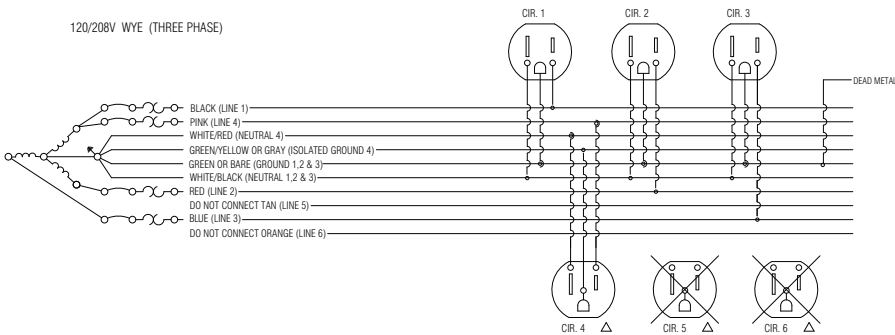 120/208V WYE (THREE PHASE)
CIR. 1
CIR. 2
CIR. 3
DEAD METAL
BLACK (LINE 1)
PINK (LINE 4)
WHITE/RED (NEUTRAL 4)
GREEN/YELLOW OR GRAY (ISOLATED GROUND 4)
GREEN OR BARE (GROUND 1,2 & 3)
WHITE/BLACK (NEUTRAL 1,2 & 3)
RED (LINE 2)
DO NOT CONNECT TAN (LINE 5)
BLUE (LINE 3)
DO NOT CONNECT ORANGE (LINE 6)
CIR. 4
CIR. 5
CIR. 6